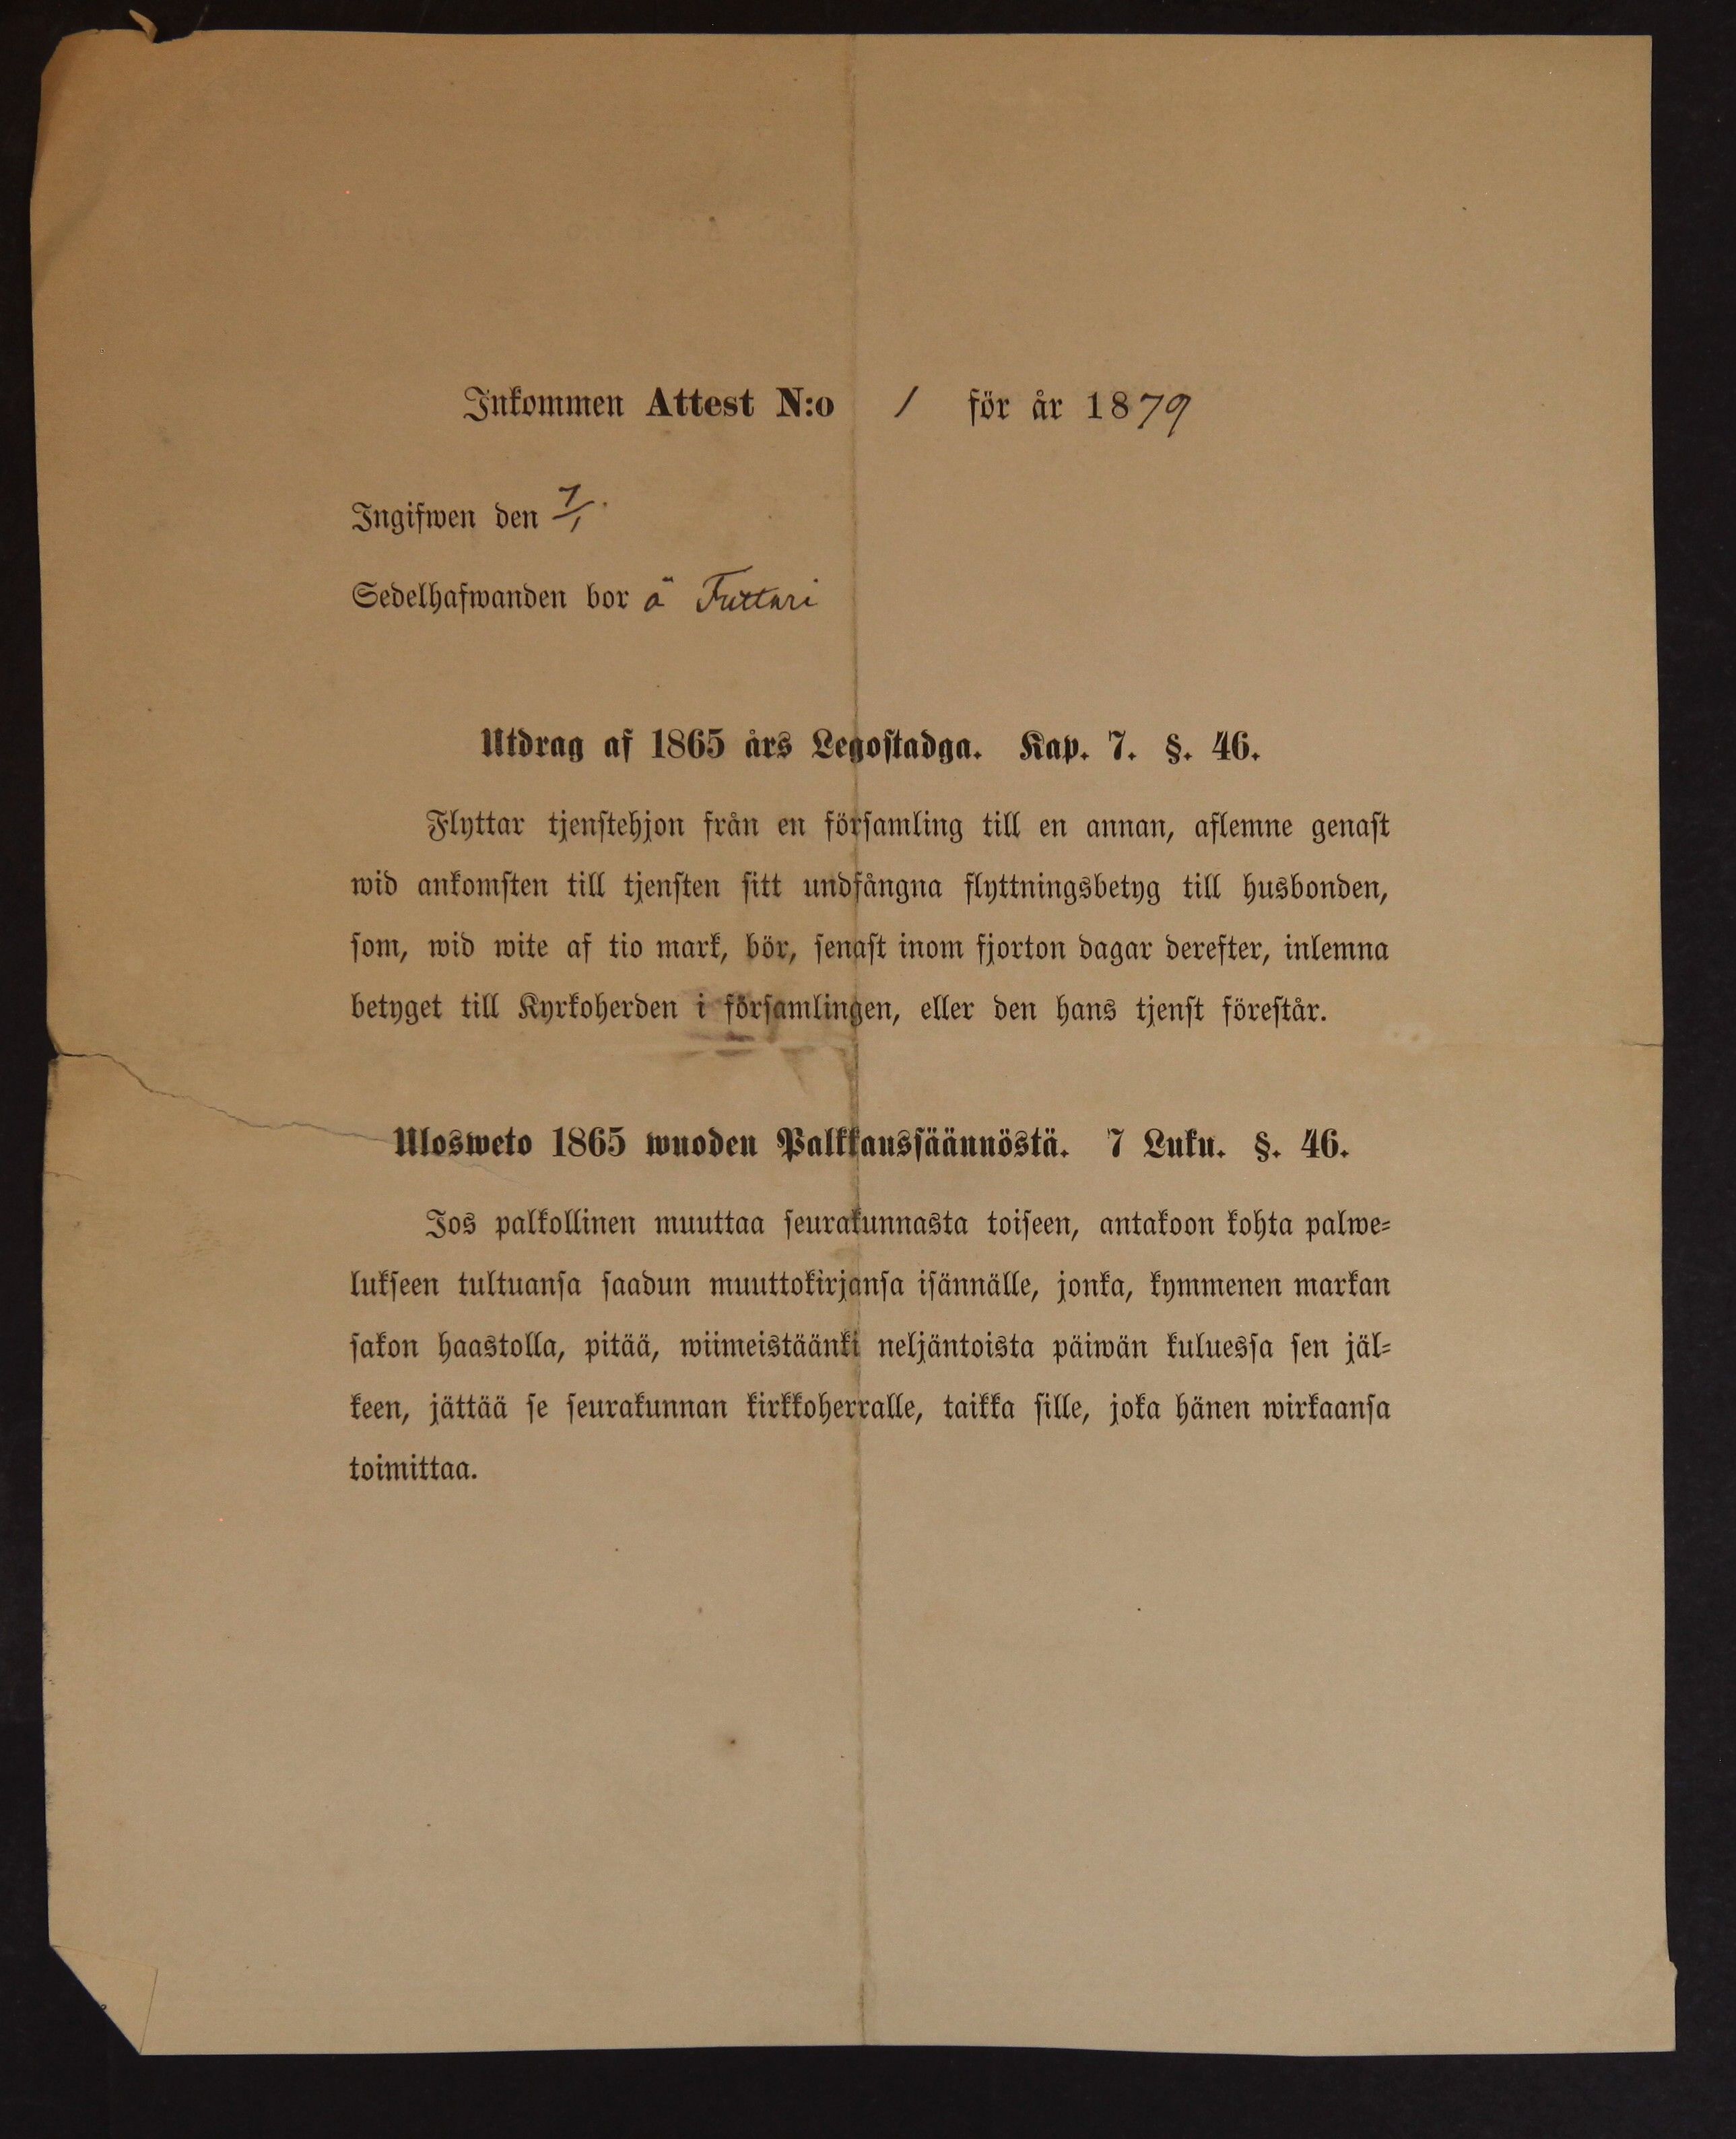 Inkommen Attest N:o 1 för år 1879
Ingifwen den 7/1.
Sedelhafwanden bor å Tuttari
Utdrag af 1865 års Legostadga. Kap. 7. §. 46.
Flyttar tjenstehjon från en församling till en annan, aflemne genast
wid ankomsten till tjensten sitt undfångna flyttningsbetyg till husbonden,
som, wid wite af tio mark, bör, senast inom fjorton dagar derefter, inlemna
betyget till Kyrkoherden i församlingen, eller den hans tjenst förestår.
Ulosweto 1865 wuoden Palkkaussäännöstä. 7 Luku. §. 46.
Jos palkollinen muuttaa seurakunnasta toiseen, antakoon kohta palwe=
lukseen tultuansa saadun muuttokirjansa isännälle, jonka, kymmenen markan
sakon haastolla, pitää, wiimeistäänki neljäntoista päiwän kuluessa sen jäl=
keen, jättää se seurakunnan kirkkoherralle, taikka sille, joka hänen wirkaansa
toimittaa.